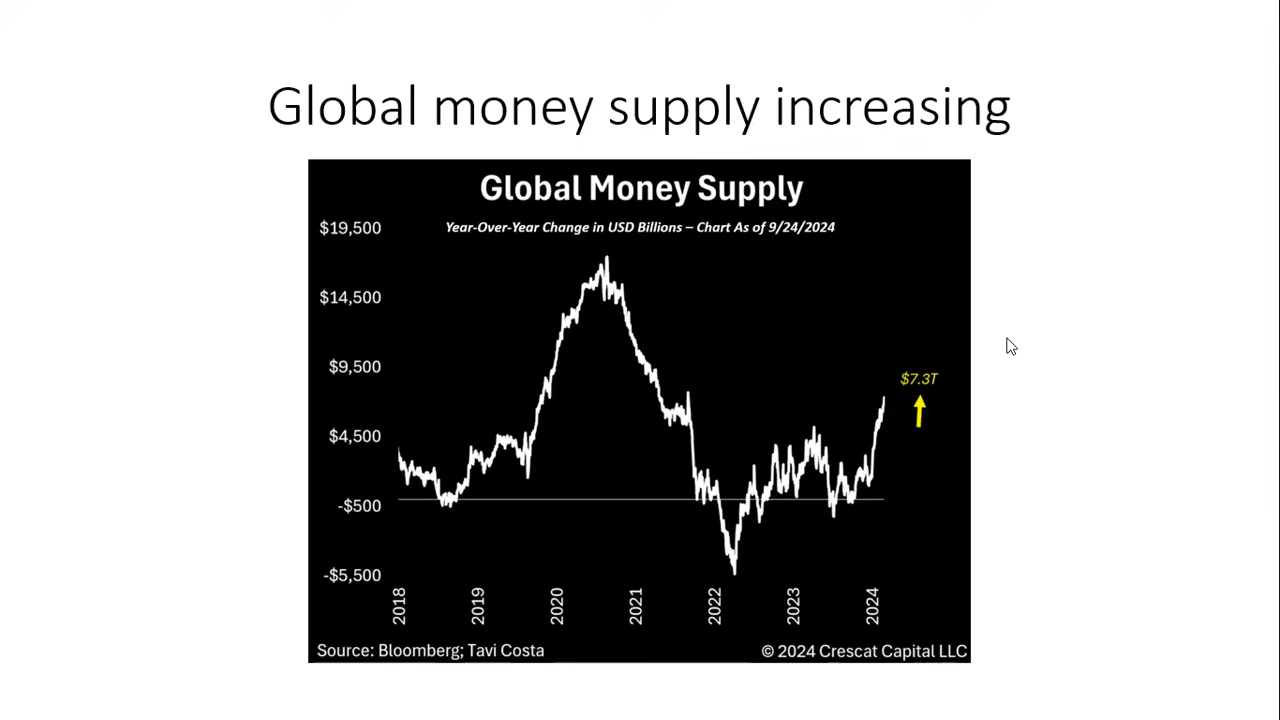 Global money supply increasing
Global Money Supply
Year-Over-Year Change in USD Billions – Chart As of 9/24/2024
$19,500
$14,500
$9,500
$4,500
-$500
-$5,500
$7.3T
2018
2019
2020
2021
2022
2023
2024
Source: Bloomberg; Tavi Costa
© 2024 Crescat Capital LLC